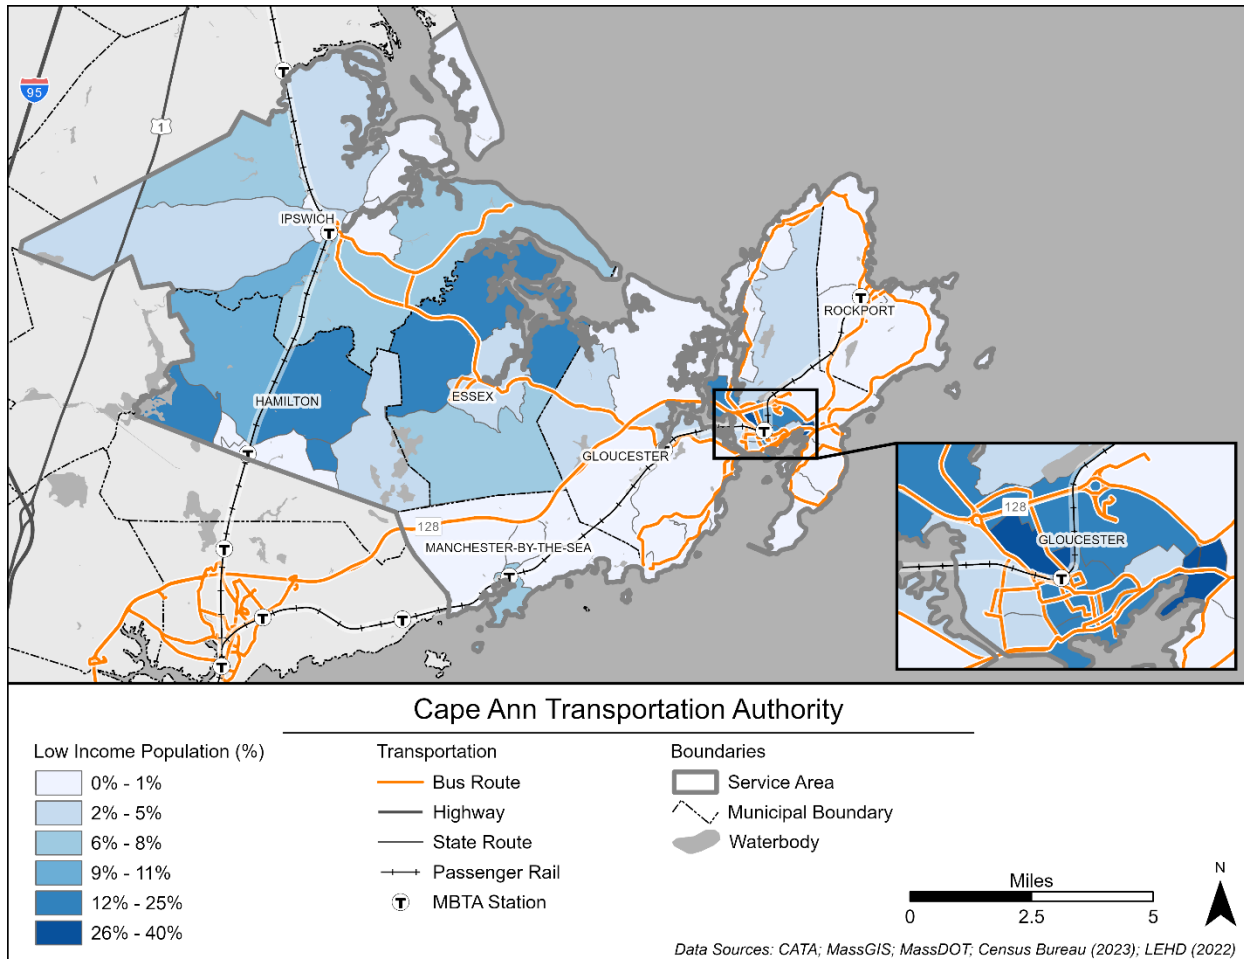 95
1
IPSWICH
ROCKPORT
HAMILTON
ESSEX
GLOUCESTER
128
MANCHESTER-BY-THE-SEA
128
GLOUCESTER
T
T
T
T
T
T
T
T
T
T
Cape Ann Transportation Authority
Low Income Population (%)
0% - 1%
2% - 5%
6% - 8%
9% - 11%
12% - 25%
26% - 40%
Transportation
Bus Route
Highway
State Route
Passenger Rail
T MBTA Station
Boundaries
Service Area
Municipal Boundary
Waterbody
Miles
0 2.5 5
N
Data Sources: CATA; MassGIS; MassDOT; Census Bureau (2023); LEHD (2022)